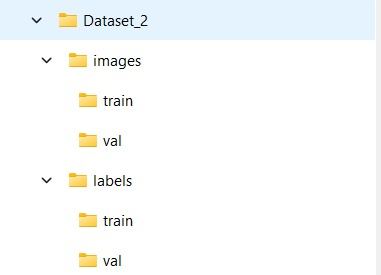 Dataset_2
images
train
val
labels
train
val